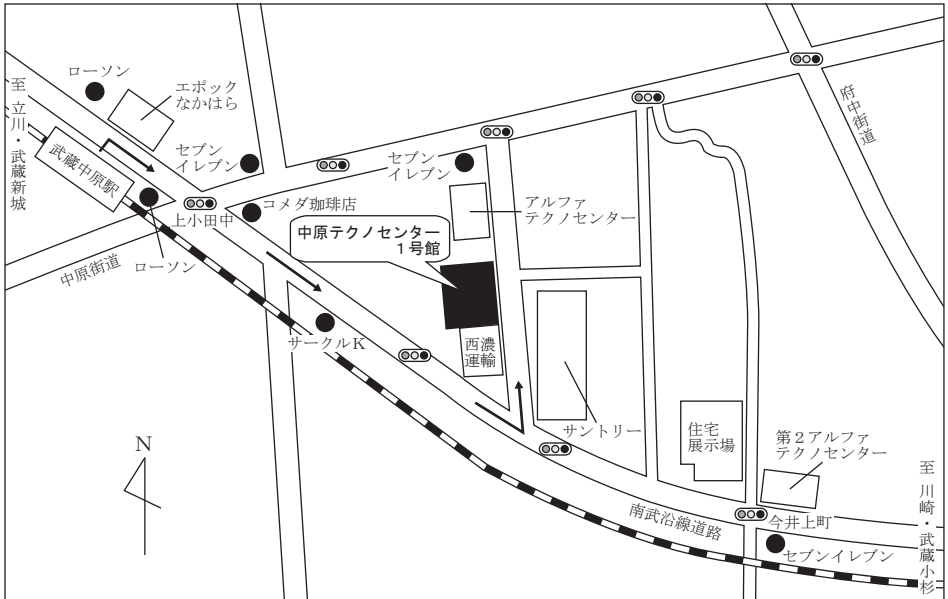 ローソン
エポック
なかはら
至 立川・武蔵新城
武蔵中原駅
セブン
イレブン
セブン
イレブン
府中街道
コメダ珈琲店
上小田中
アルファ
テクノセンター
中原テクノセンター
1号館
中原街道
ローソン
サークルK
西濃
運輸
サントリー
住宅
展示場
第2アルファ
テクノセンター
N
南武沿線道路
今井上町
セブンイレブン
至 川崎・武蔵小杉